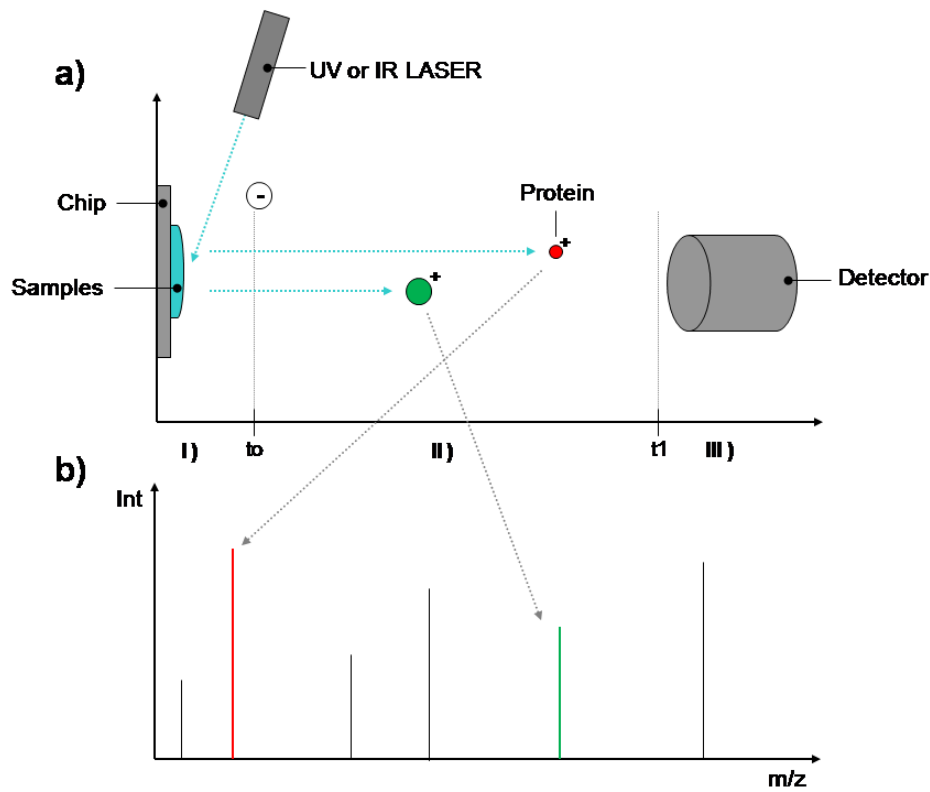 a)
UV or IR LASER
-
Chip
Protein
+
+
Samples
Detector
I )
to
II )
t1
III )
b)
Int
m/z